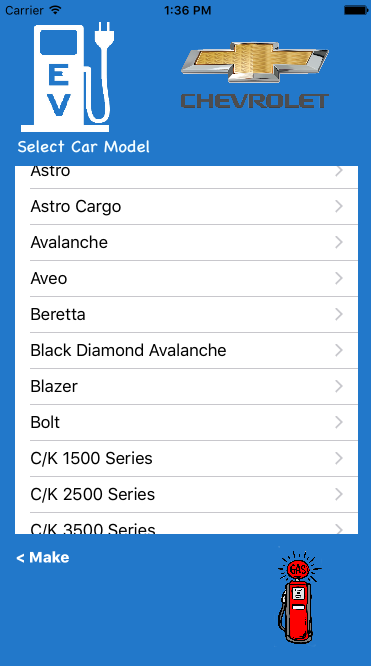 Carrier 1:36 PM
EV
CHEVROLET
Select Car Model
Astro
Astro Cargo
Avalanche
Aveo
Beretta
Black Diamond Avalanche
Blazer
Bolt
C/K 1500 Series
C/K 2500 Series
C/K 3500 Series
< Make
GAS